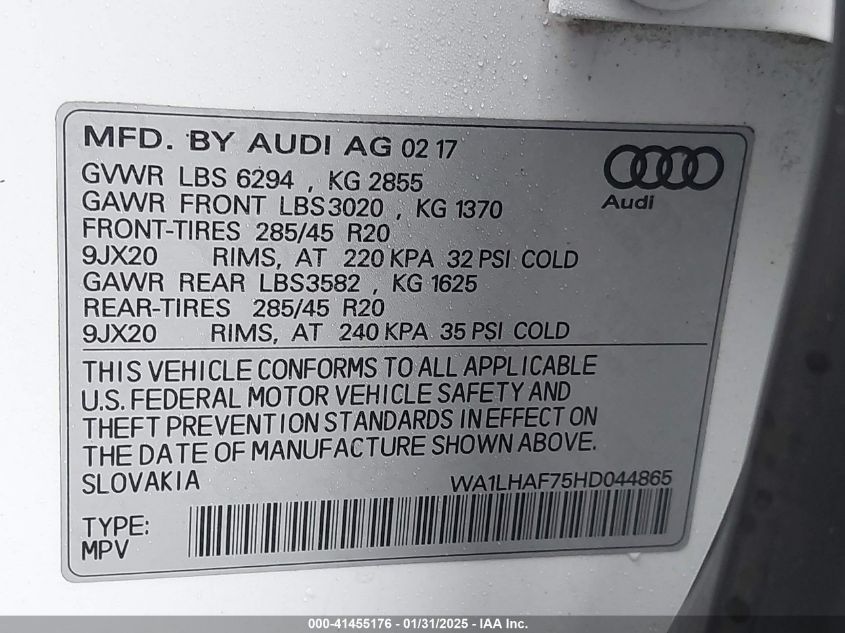 MFD. BY AUDI AG 02 17
GVWR LBS 6294 , KG 2855
GAWR FRONT LBS3020 , KG 1370
FRONT-TIRES 285/45 R20
9JX20 RIMS, AT 220 KPA 32 PSI COLD
GAWR REAR LBS3582 , KG 1625
REAR-TIRES 285/45 R20
9JX20 RIMS, AT 240 KPA 35 PSI COLD
Audi
THIS VEHICLE CONFORMS TO ALL APPLICABLE
U.S. FEDERAL MOTOR VEHICLE SAFETY AND
THEFT PREVENTION STANDARDS IN EFFECT ON
THE DATE OF MANUFACTURE SHOWN ABOVE.
SLOVAKIA WA1LHAF75HD044865
TYPE:
MPV
000-41455176 - 01/31/2025 - IAA Inc.